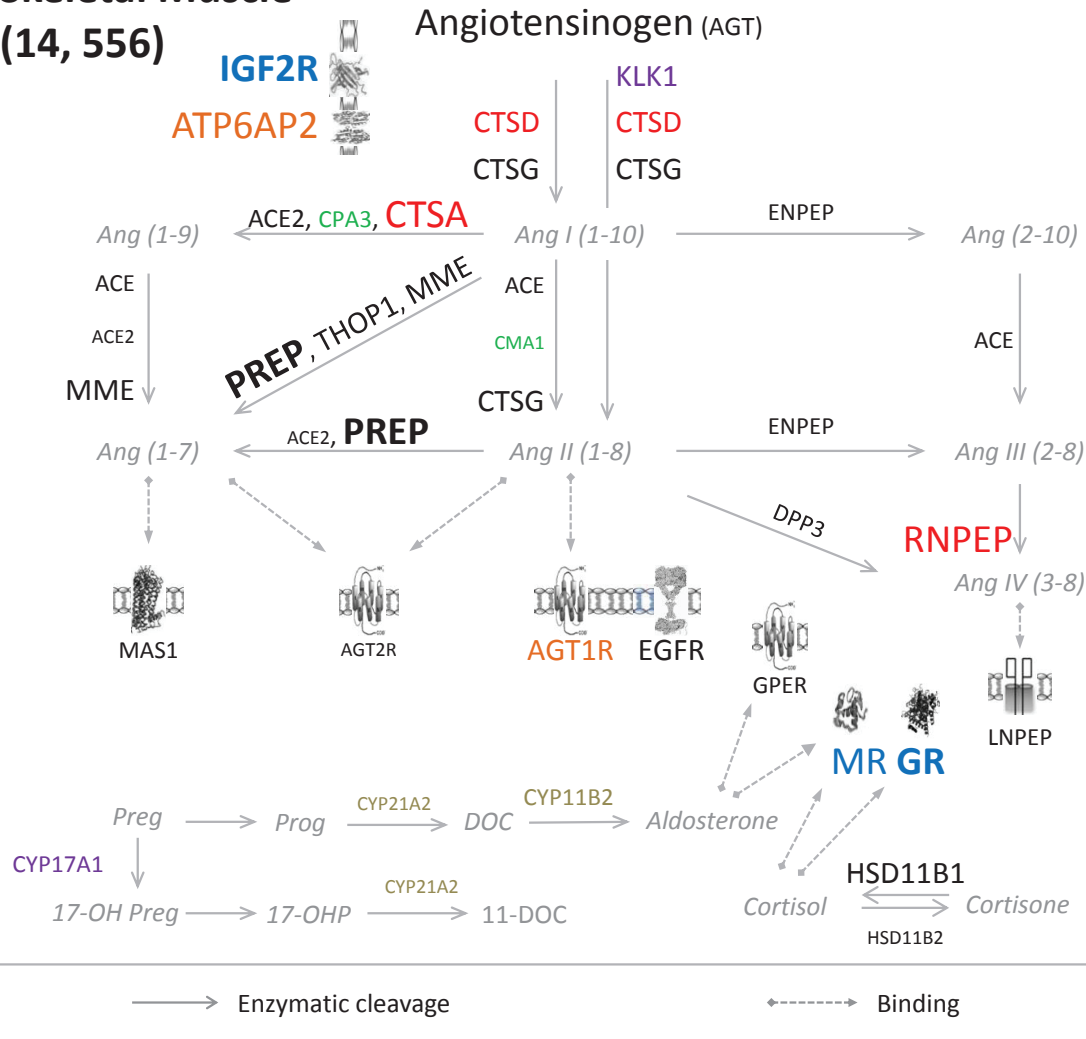 Skeletal Muscle
(14, 556)
Angiotensinogen (AGT)
IGF2R
ATP6AP2
KLK1
CTSD
CTSD
CTSG
CTSG
ACE2, CPA3, CTSA
ENPEP
Ang (1-9)
Ang I (1-10)
Ang (2-10)
ACE
PREP, THOP1, MME
ACE
ACE2
CMA1
ACE
MME
CTSG
ACE2, PREP
ENPEP
Ang (1-7)
Ang II (1-8)
Ang III (2-8)
DPP3
RNPEP
Ang IV (3-8)
MAS1
AGT2R
AGT1R
EGFR
GPER
LNPEP
MR GR
Preg
Prog
CYP21A2
DOC
CYP11B2
Aldosterone
CYP17A1
17-OH Preg
17-OHP
CYP21A2
11-DOC
Cortisol
HSD11B1
Cortisone
HSD11B2
Enzymatic cleavage
Binding